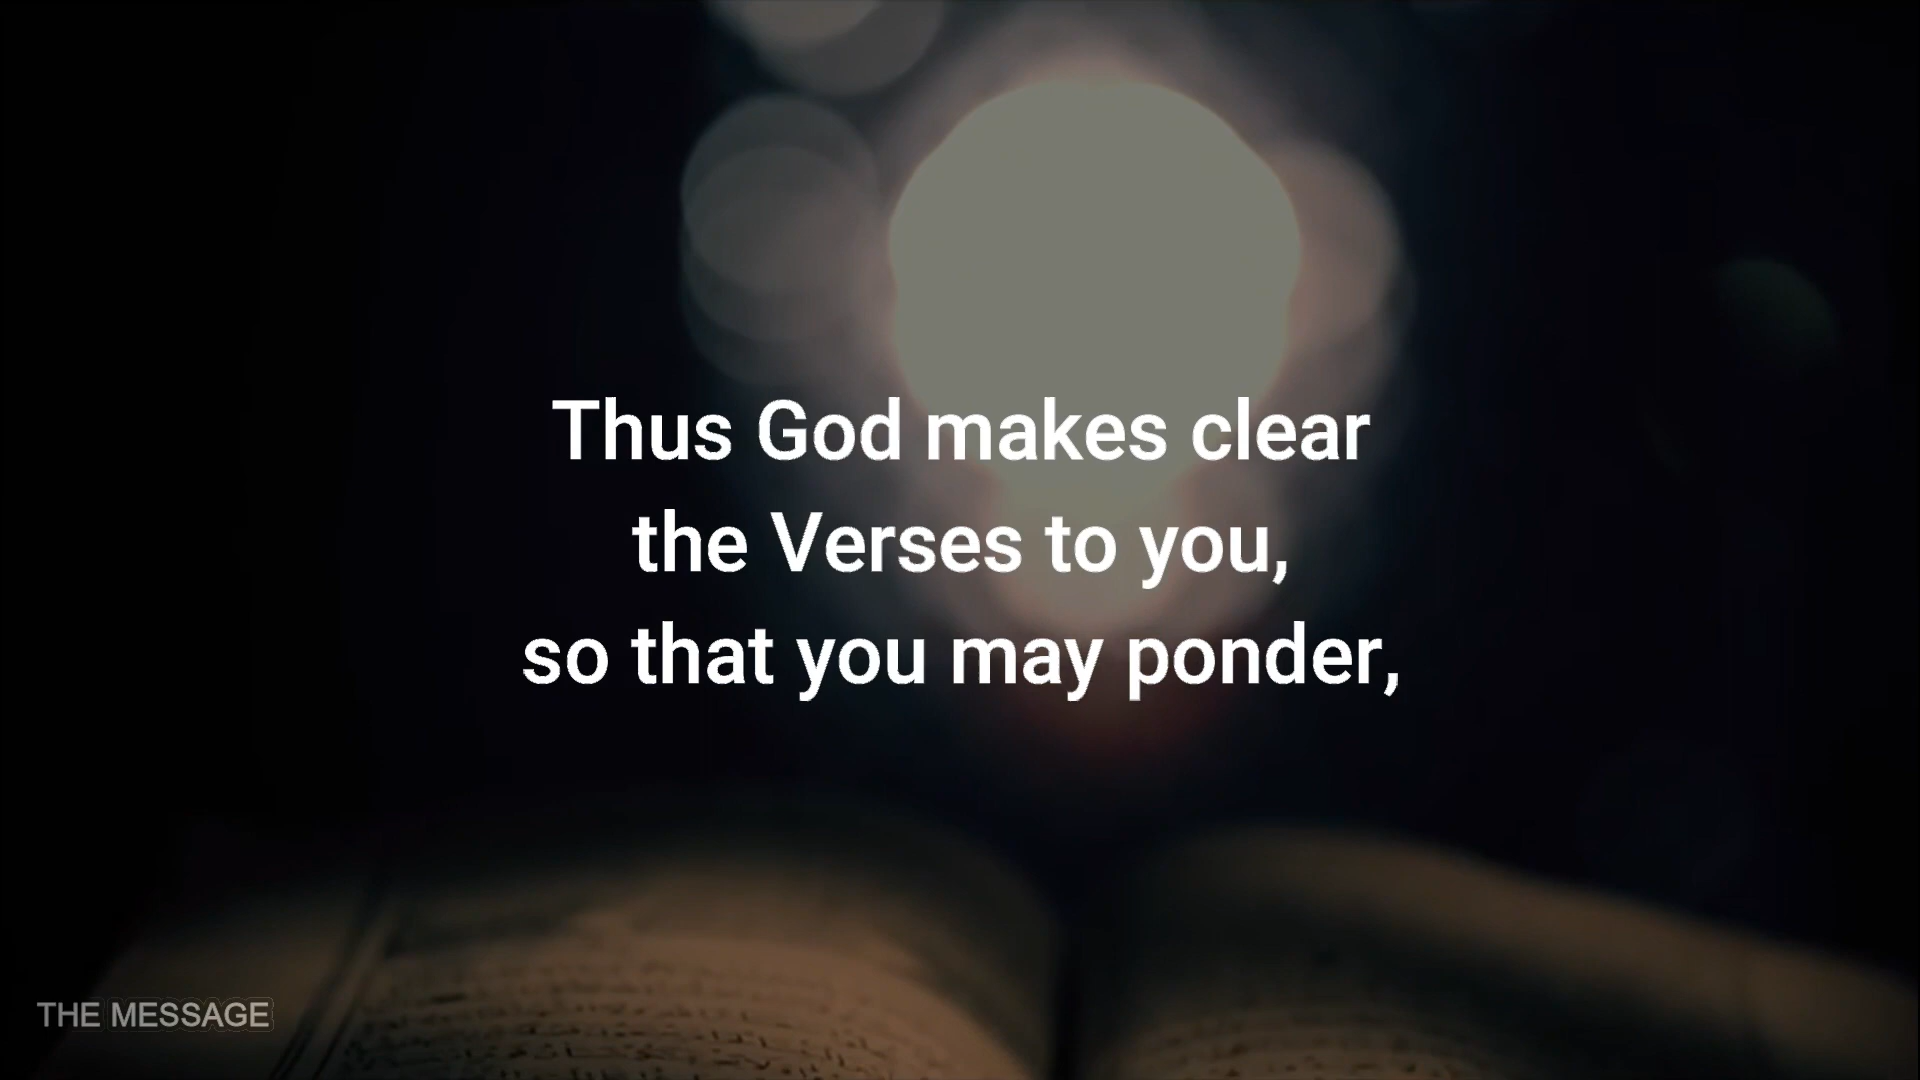 Thus God makes clear
the Verses to you,
so that you may ponder,
THE MESSAGE